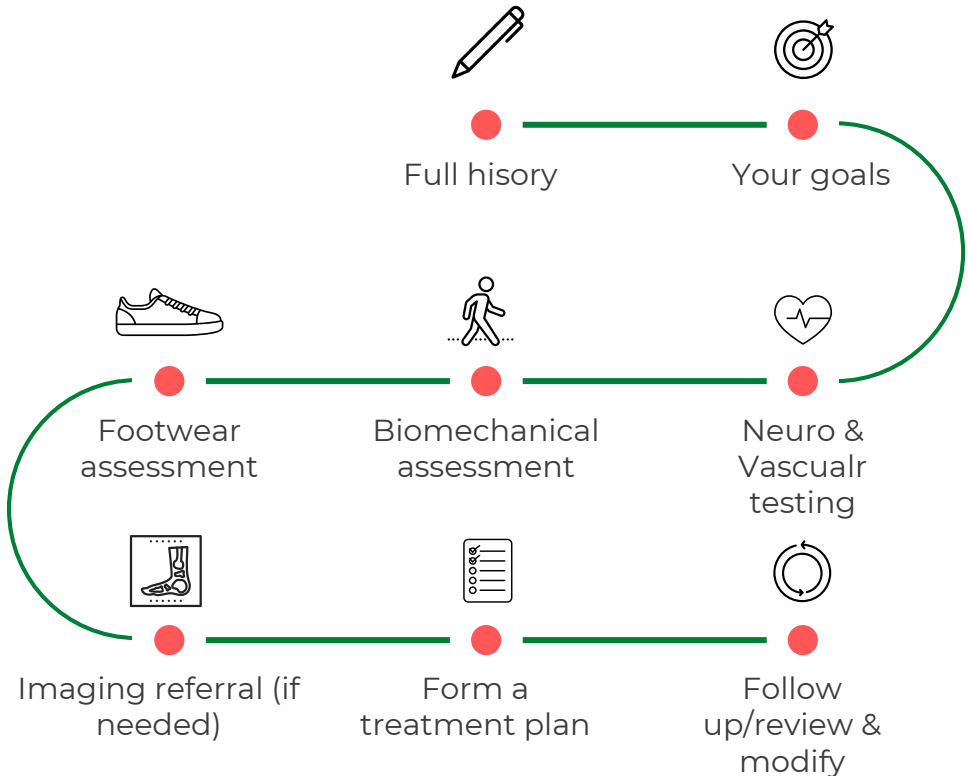 Full hisory
Your goals
Neuro &
Vascualr
testing
Biomechanical
assessment
Footwear
assessment
Imaging referral (if
needed)
Form a
treatment plan
Follow
up/review &
modify